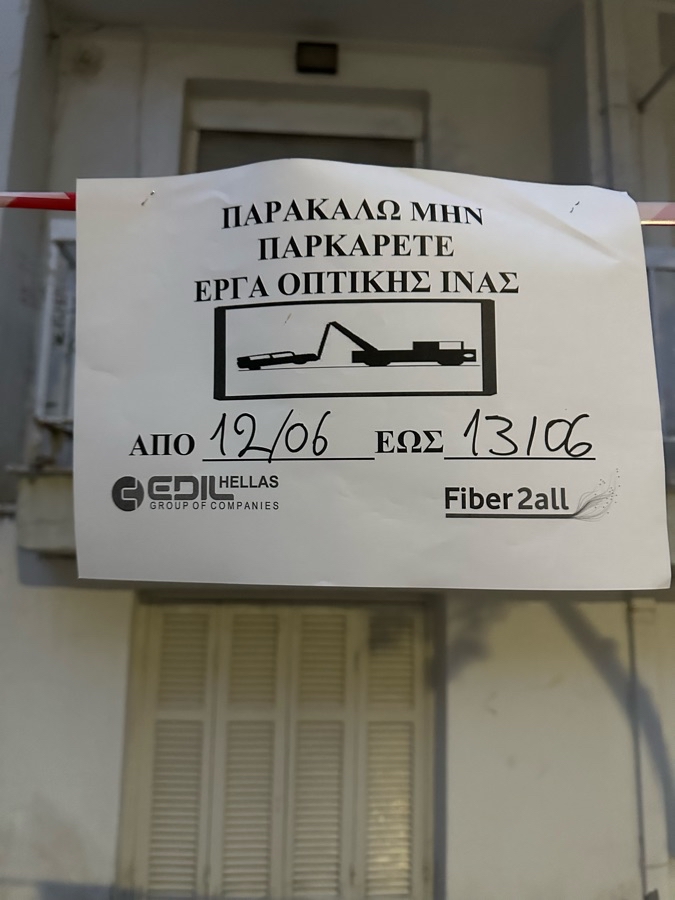 ΠΑΡΑΚΑΛΩ ΜΗΝ
ΠΑΡΚΑΡΕΤΕ
ΕΡΓΑ ΟΠΤΙΚΗΣ ΙΝΑΣ
ΑΠΟ 12/06 ΕΩΣ 13/06
EDIL HELLAS
GROUP OF COMPANIES
Fiber2all